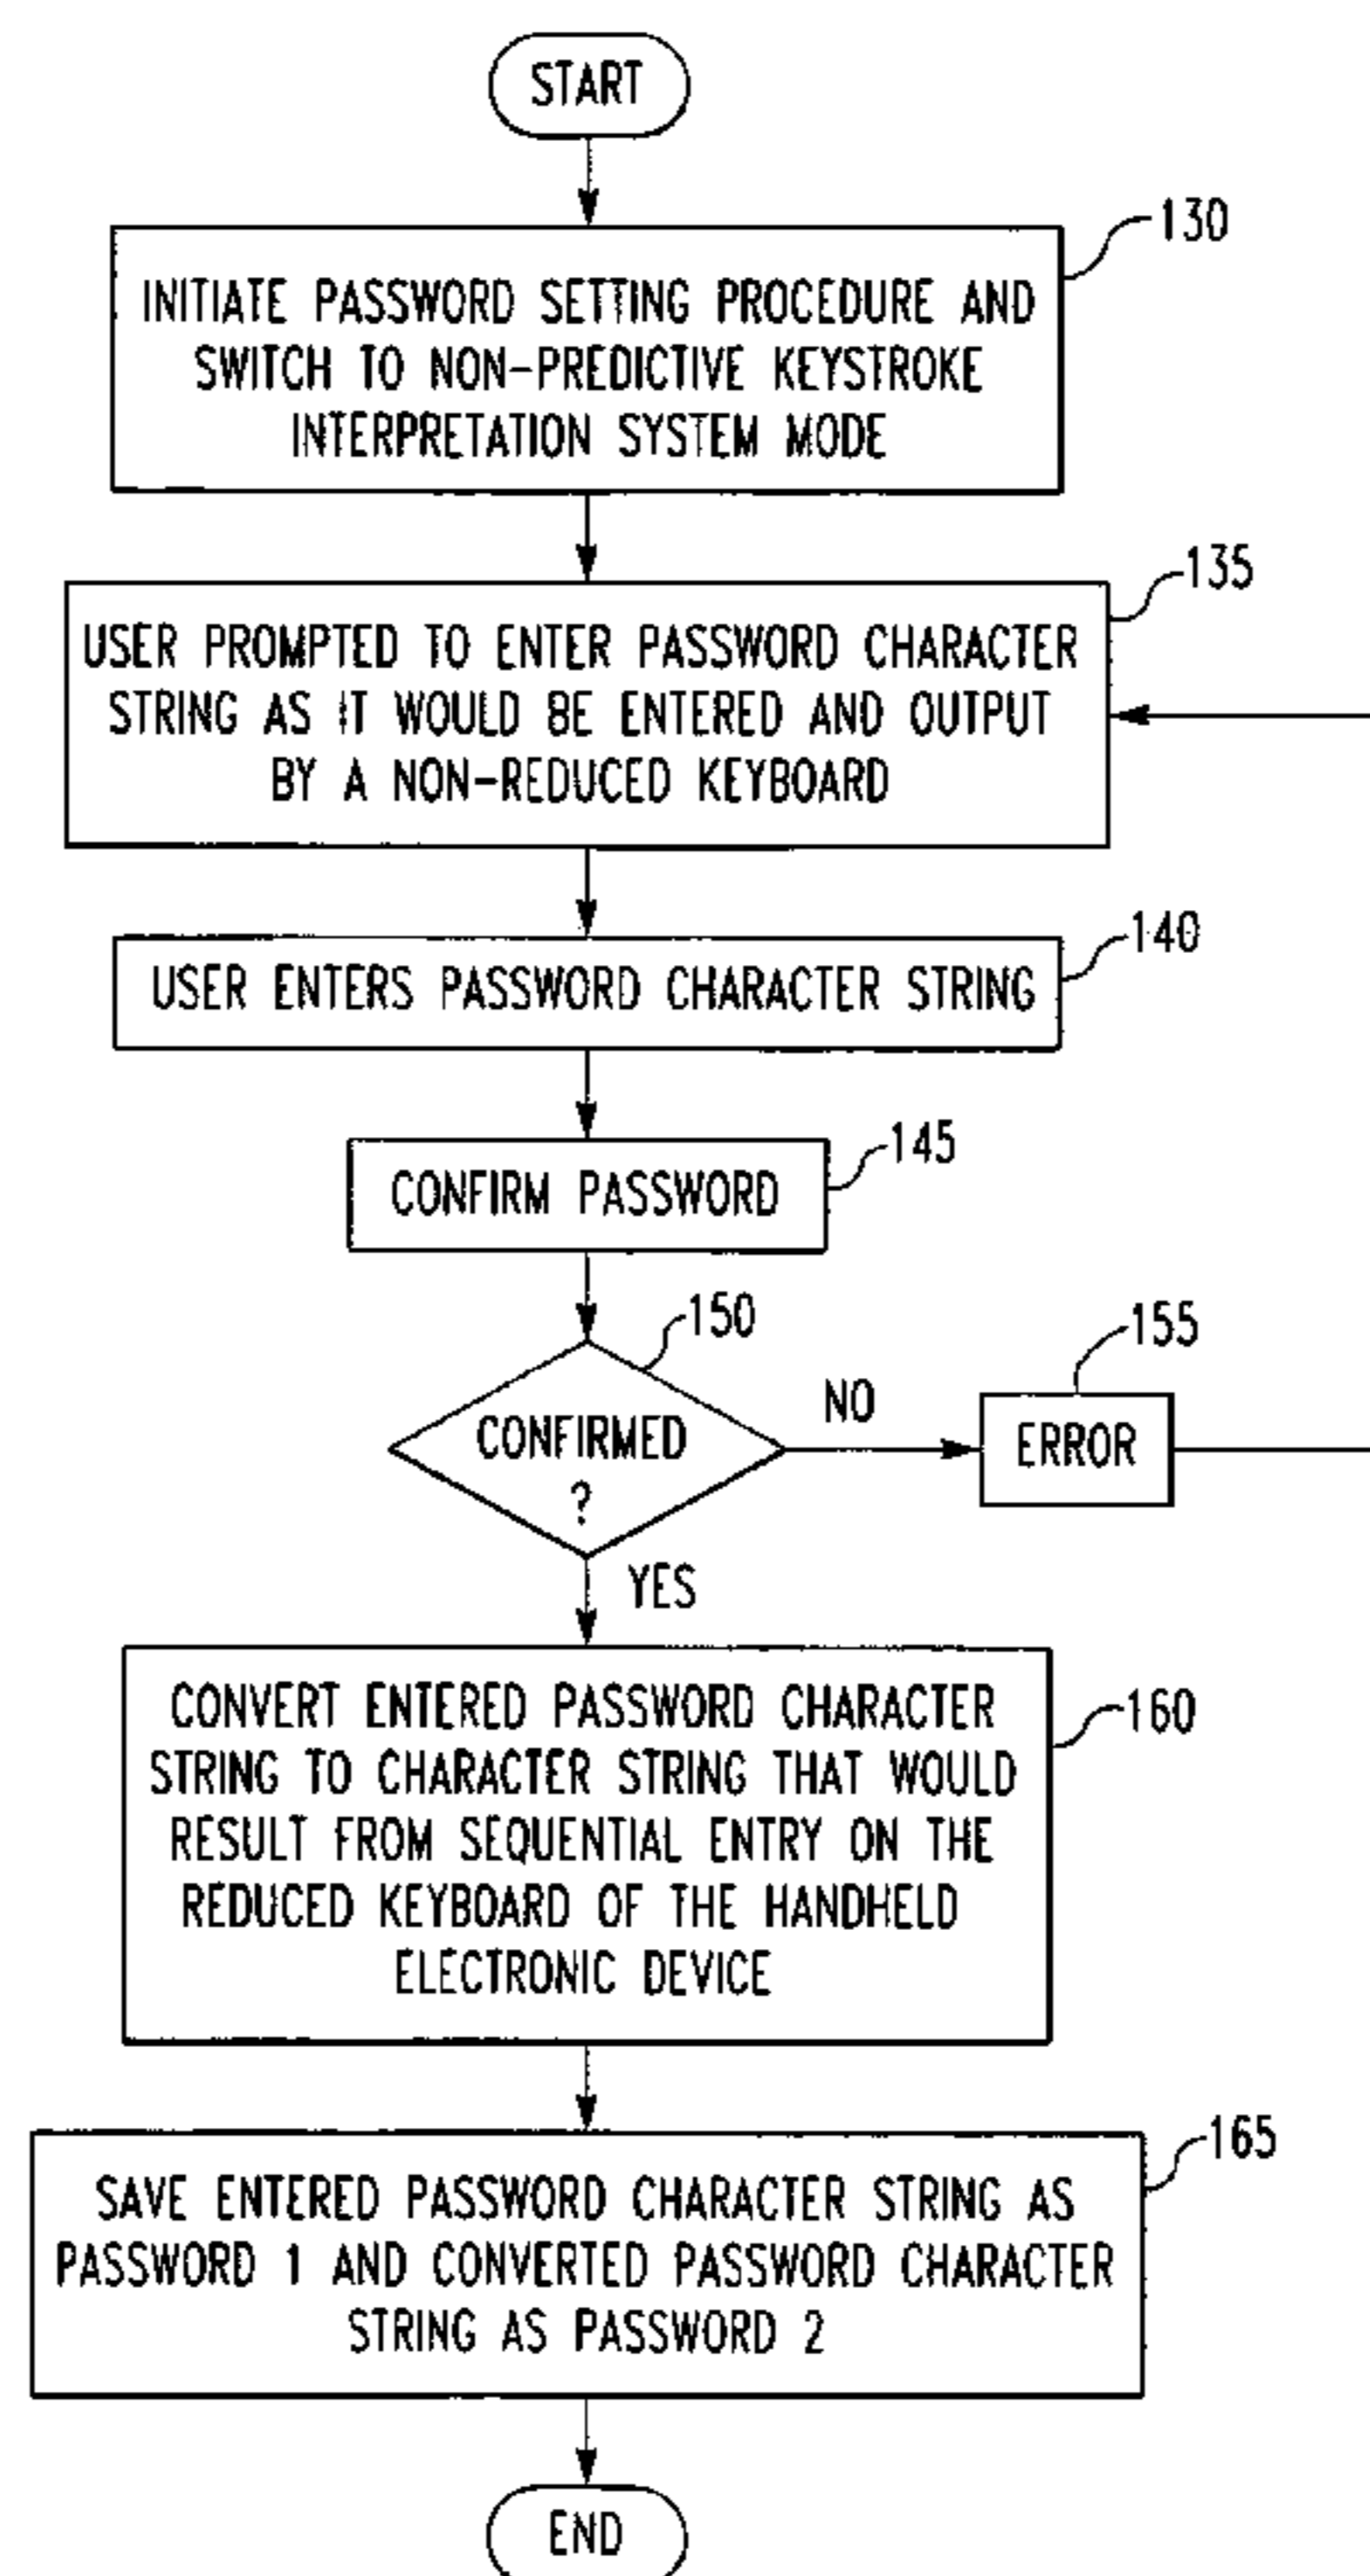 START
130
INITIATE PASSWORD SETTING PROCEDURE AND
SWITCH TO NON-PREDICTIVE KEYSTROKE
INTERPRETATION SYSTEM MODE
135
USER PROMPTED TO ENTER PASSWORD CHARACTER
STRING AS IT WOULD BE ENTERED AND OUTPUT
BY A NON-REDUCED KEYBOARD
140
USER ENTERS PASSWORD CHARACTER STRING
145
CONFIRM PASSWORD
150
CONFIRMED
?
NO
155
ERROR
YES
160
CONVERT ENTERED PASSWORD CHARACTER
STRING TO CHARACTER STRING THAT WOULD
RESULT FROM SEQUENTIAL ENTRY ON THE
REDUCED KEYBOARD OF THE HANDHELD
ELECTRONIC DEVICE
165
SAVE ENTERED PASSWORD CHARACTER STRING AS
PASSWORD 1 AND CONVERTED PASSWORD CHARACTER
STRING AS PASSWORD 2
END